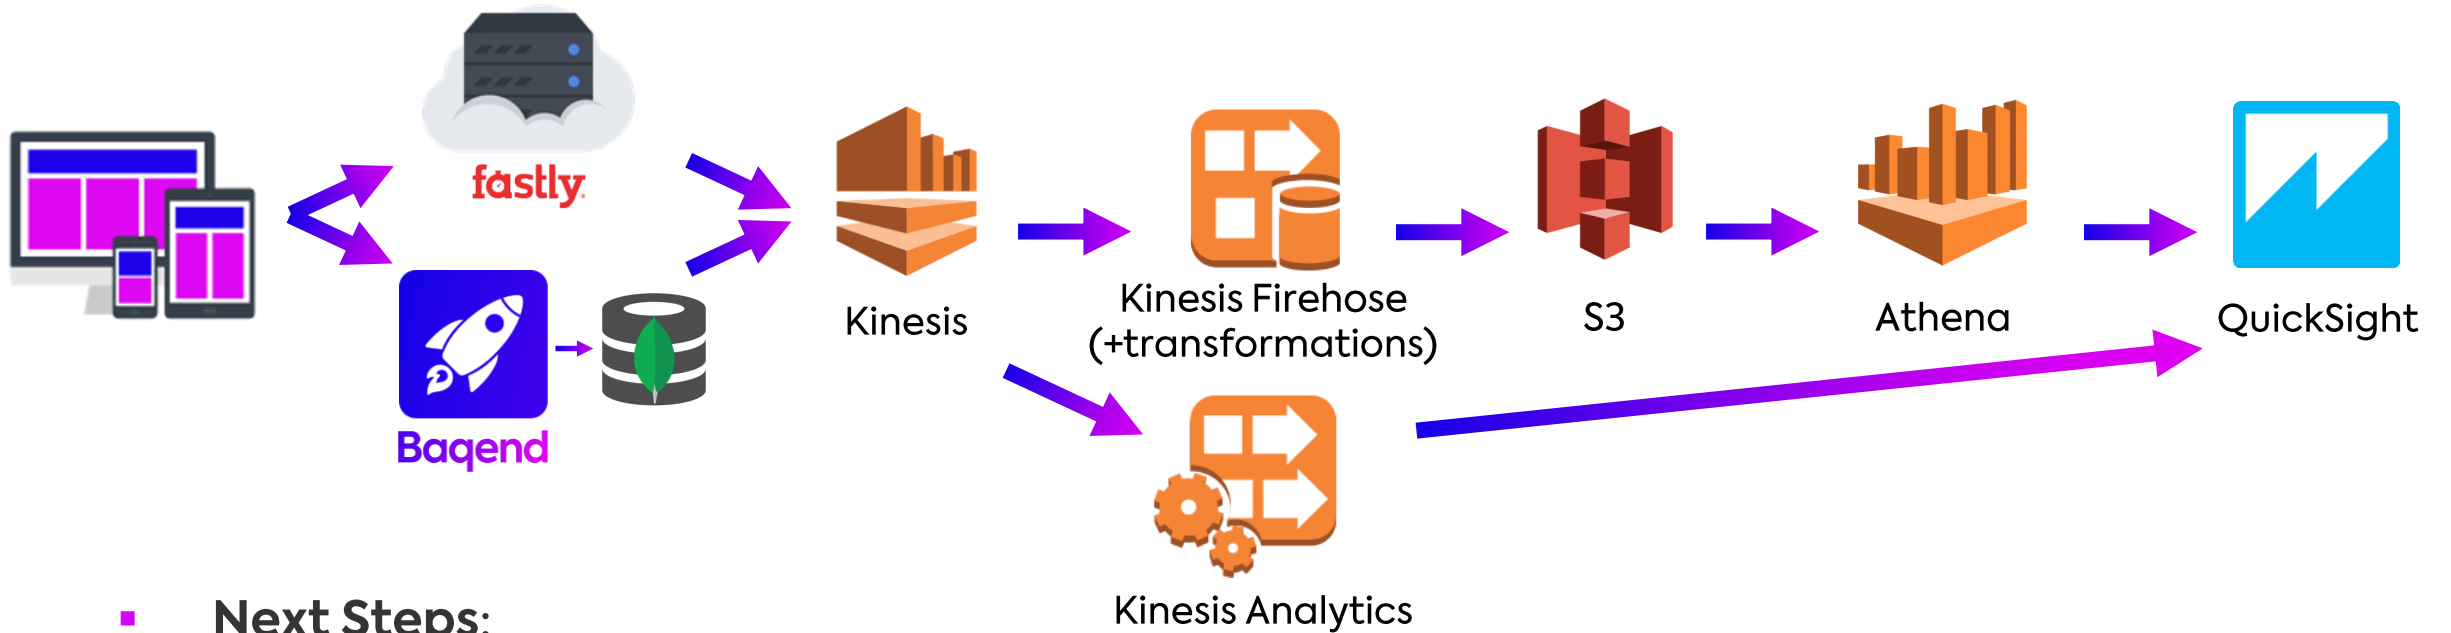 fastly
Baqend
Kinesis
Kinesis Firehose
(+transformations)
S3
Athena
QuickSight
Kinesis Analytics
▪ Next Steps: